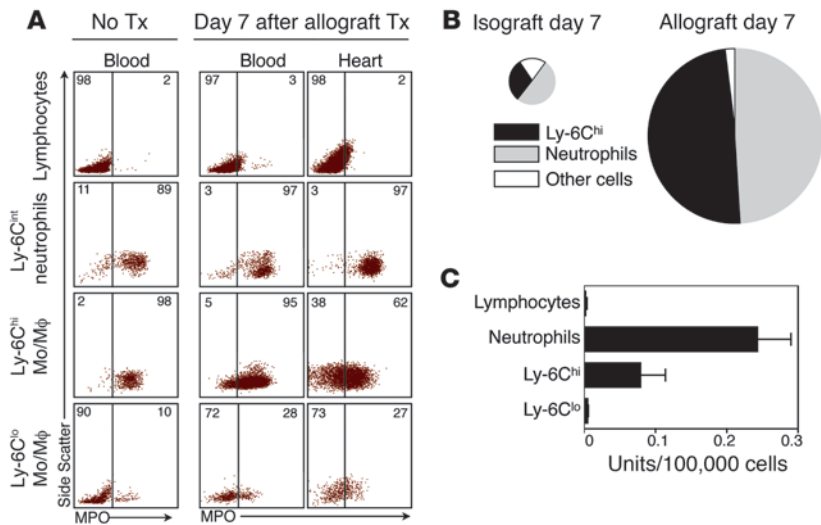 A
No Tx
Day 7 after allograft Tx
Blood
Blood
Heart
Lymphocytes
98 2
97 3
98 2
Ly-6Cint
neutrophils
11 89
3 97
3 97
Ly-6Chi
Mo/MΦ
2 98
5 95
38 62
Ly-6Clo
Mo/MΦ
90 10
72 28
73 27
Side Scatter
MPO
MPO
B
Isograft day 7
Allograft day 7
Ly-6Chi
Neutrophils
Other cells
C
Lymphocytes
Neutrophils
Ly-6Chi
Ly-6Clo
0 0.1 0.2 0.3
Units/100,000 cells